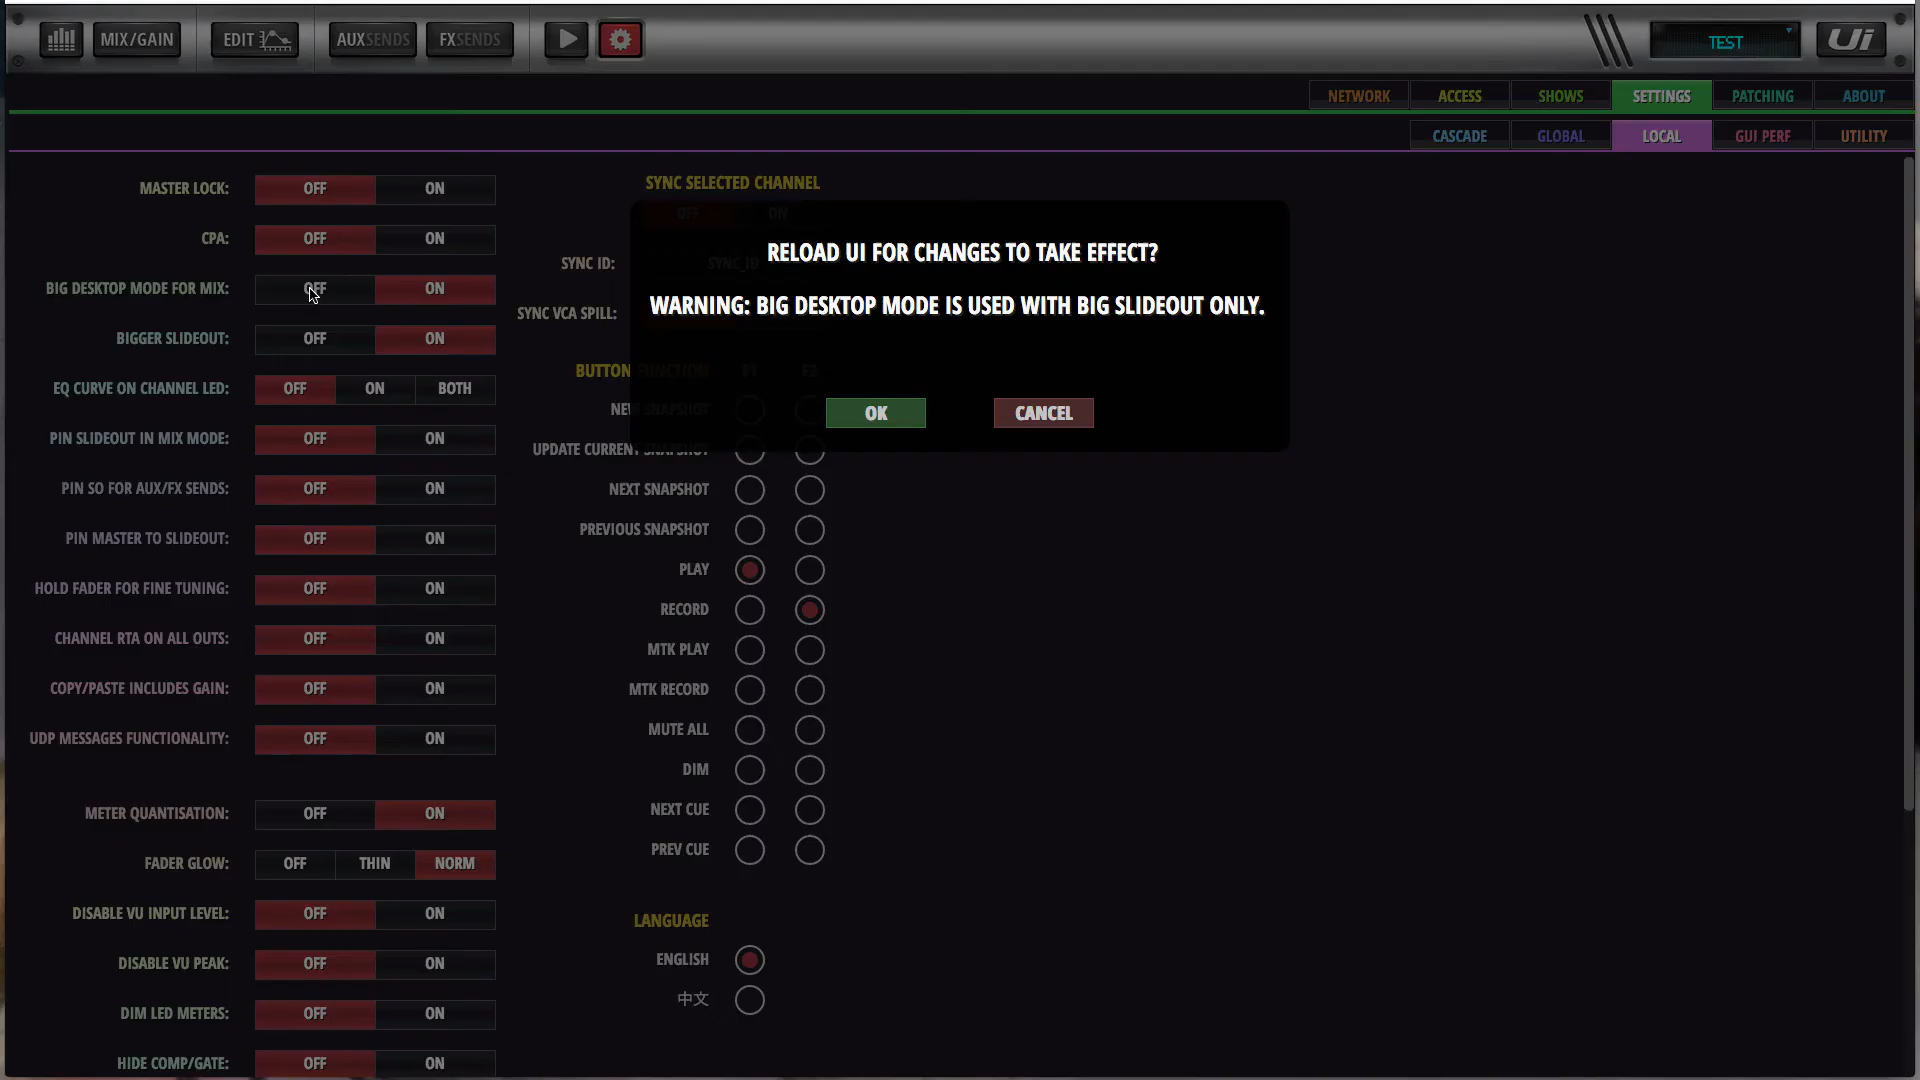 MIX/GAIN
EDIT
AUXSENDS
FXSENDS
TEST
Ui
NETWORK
ACCESS
SHOWS
SETTINGS
PATCHING
ABOUT
CASCADE
GLOBAL
LOCAL
GUI PERF
UTILITY
MASTER LOCK: OFF ON
CPA: OFF ON
BIG DESKTOP MODE FOR MIX: OFF ON
BIGGER SLIDEOUT: OFF ON
EQ CURVE ON CHANNEL LED: OFF ON BOTH
PIN SLIDEOUT IN MIX MODE: OFF ON
PIN SO FOR AUX/FX SENDS: OFF ON
PIN MASTER TO SLIDEOUT: OFF ON
HOLD FADER FOR FINE TUNING: OFF ON
CHANNEL RTA ON ALL OUTS: OFF ON
COPY/PASTE INCLUDES GAIN: OFF ON
UDP MESSAGES FUNCTIONALITY: OFF ON
METER QUANTISATION: OFF ON
FADER GLOW: OFF THIN NORM
DISABLE VU INPUT LEVEL: OFF ON
DISABLE VU PEAK: OFF ON
DIM LED METERS: OFF ON
HIDE COMP/GATE: OFF ON
SYNC SELECTED CHANNEL
OFF ON
SYNC ID: SYNC_ID
SYNC VCA SPILL:
RELOAD UI FOR CHANGES TO TAKE EFFECT?
WARNING: BIG DESKTOP MODE IS USED WITH BIG SLIDEOUT ONLY.
OK
CANCEL
BUTTON FUNCTION F1 F2
NEW SNAPSHOT
UPDATE CURRENT SNAPSHOT
NEXT SNAPSHOT
PREVIOUS SNAPSHOT
PLAY
RECORD
MTK PLAY
MTK RECORD
MUTE ALL
DIM
NEXT CUE
PREV CUE
LANGUAGE
ENGLISH
中文